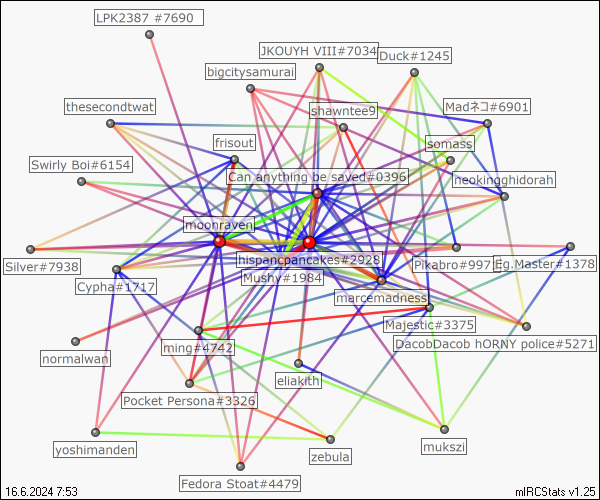 LPK2387 #7690
JKOUYH VIII#7034
Duck#1245
bigcitysamurai
thesecondtwat
shawntee9
Madネコ#6901
frisout
somass
Swirly Boi#6154
Can anything be saved#0396
neokingghidorah
moonraven
hispancpancakes#2928
Silver#7938
Pikabro#997
Eg.Master#1378
Cypha#1717
Mushy#1984
marcemadness
Majestic#3375
normalwan
ming#4742
DacobDacob hORNY police#5271
eliakith
Pocket Persona#3326
yoshimanden
zebula
mukszi
Fedora Stoat#4479
16.6.2024 7:53
mIRCStats v1.25